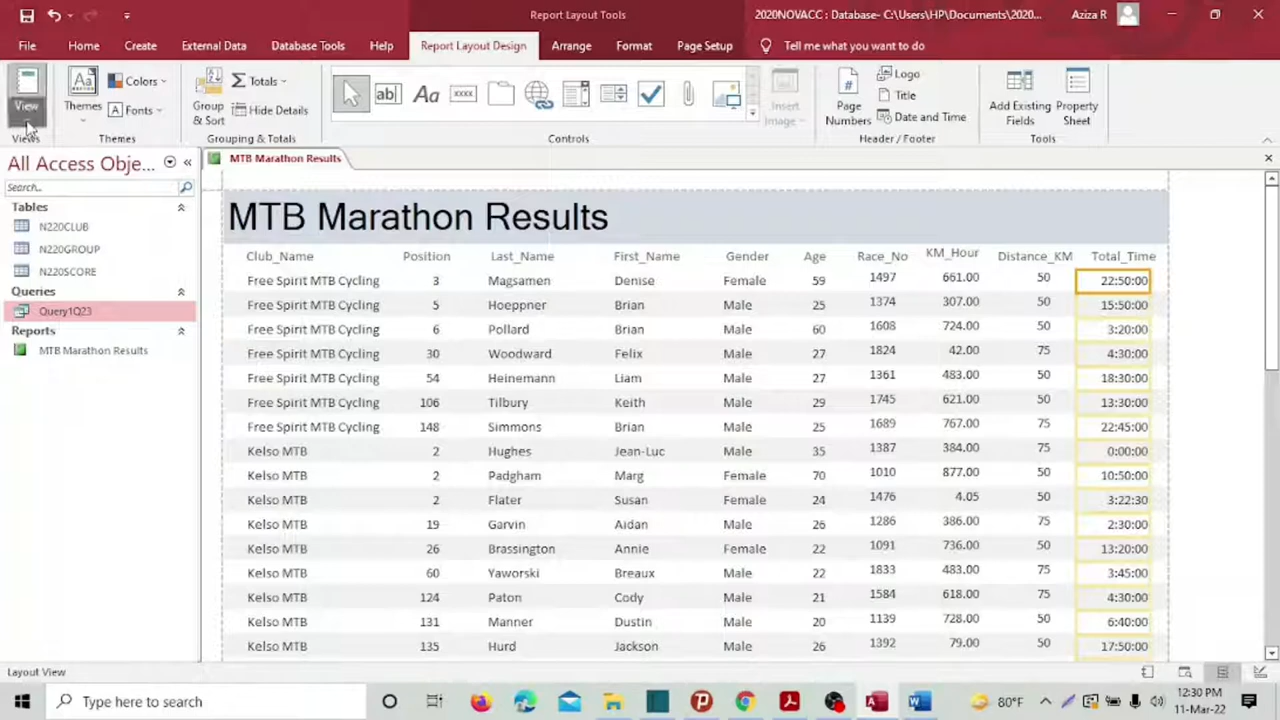 Report Layout Tools
2020NOVACC : Database- C:\Users\HP\Documents\2020...
Aziza R
File Home Create External Data Database Tools Help Report Layout Design Arrange Format Page Setup Tell me what you want to do
View
Views
Themes
Colors
Fonts
Themes
Group & Sort
Totals
Hide Details
Grouping & Totals
ab|
Aa
xxxx
Controls
Insert Image
Page Numbers
Logo
Title
Date and Time
Header / Footer
Add Existing Fields
Property Sheet
Tools
All Access Obje...
Search...
Tables
N220CLUB
N220GROUP
N220SCORE
Queries
Query1Q23
Reports
MTB Marathon Results
MTB Marathon Results
MTB Marathon Results
Club_Name Position Last_Name First_Name Gender Age Race_No KM_Hour Distance_KM Total_Time
Free Spirit MTB Cycling 3 Magsamen Denise Female 59 1497 661.00 50 22:50:00
Free Spirit MTB Cycling 5 Hoeppner Brian Male 25 1374 307.00 50 15:50:00
Free Spirit MTB Cycling 6 Pollard Brian Male 60 1608 724.00 50 3:20:00
Free Spirit MTB Cycling 30 Woodward Felix Male 27 1824 42.00 75 4:30:00
Free Spirit MTB Cycling 54 Heinemann Liam Male 27 1361 483.00 50 18:30:00
Free Spirit MTB Cycling 106 Tilbury Keith Male 29 1745 621.00 50 13:30:00
Free Spirit MTB Cycling 148 Simmons Brian Male 25 1689 767.00 75 22:45:00
Kelso MTB 2 Hughes Jean-Luc Male 35 1387 384.00 75 0:00:00
Kelso MTB 2 Padgham Marg Female 70 1010 877.00 50 10:50:00
Kelso MTB 2 Flater Susan Female 24 1476 4.05 50 3:22:30
Kelso MTB 19 Garvin Aidan Male 26 1286 386.00 75 2:30:00
Kelso MTB 26 Brassington Annie Female 22 1091 736.00 50 13:20:00
Kelso MTB 60 Yaworski Breaux Male 22 1833 483.00 75 3:45:00
Kelso MTB 124 Paton Cody Male 21 1584 618.00 75 4:30:00
Kelso MTB 131 Manner Dustin Male 20 1139 728.00 50 6:40:00
Kelso MTB 135 Hurd Jackson Male 26 1392 79.00 50 17:50:00
Layout View
Type here to search
80°F
12:30 PM
11-Mar-22